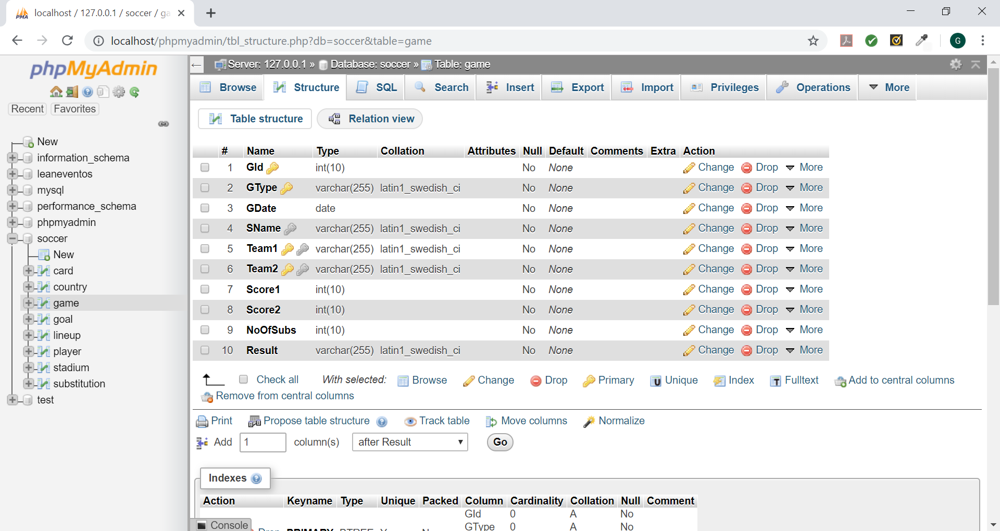 localhost / 127.0.0.1 / soccer / ga
localhost/phpmyadmin/tbl_structure.php?db=soccer&table=game
G
PMA
phpMyAdmin
Recent Favorites
New
information_schema
leaneventos
mysql
performance_schema
phpmyadmin
soccer
New
card
country
game
goal
lineup
player
stadium
substitution
test
Server: 127.0.0.1 » Database: soccer » Table: game
Browse Structure SQL Search Insert Export Import Privileges Operations More
Table structure Relation view
# Name Type Collation Attributes Null Default Comments Extra Action
1 GId int(10) No None Change Drop More
2 GType varchar(255) latin1_swedish_ci No None Change Drop More
3 GDate date No None Change Drop More
4 SName varchar(255) latin1_swedish_ci No None Change Drop More
5 Team1 varchar(255) latin1_swedish_ci No None Change Drop More
6 Team2 varchar(255) latin1_swedish_ci No None Change Drop More
7 Score1 int(10) No None Change Drop More
8 Score2 int(10) No None Change Drop More
9 NoOfSubs int(10) No None Change Drop More
10 Result varchar(255) latin1_swedish_ci No None Change Drop More
Check all With selected: Browse Change Drop Primary Unique Index Fulltext Add to central columns
Remove from central columns
Print Propose table structure Track table Move columns Normalize
Add 1 column(s) after Result Go
Indexes
Action Keyname Type Unique Packed Column Cardinality Collation Null Comment
GId 0 A No
GType 0 A No
Console
Drop PRIMARY BTREE